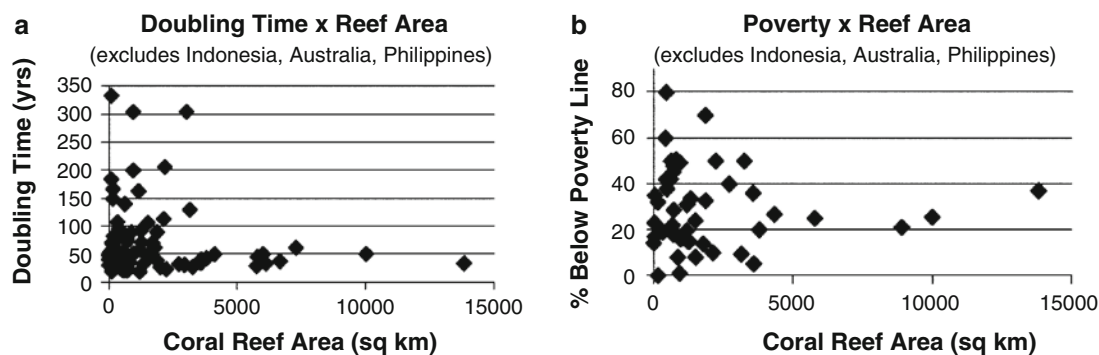 a
Doubling Time x Reef Area
(excludes Indonesia, Australia, Philippines)
Doubling Time (yrs)
350
300
250
200
150
100
50
0
0
5000
10000
15000
Coral Reef Area (sq km)
b
Poverty x Reef Area
(excludes Indonesia, Australia, Philippines)
% Below Poverty Line
80
60
40
20
0
0
5000
10000
15000
Coral Reef Area (sq km)